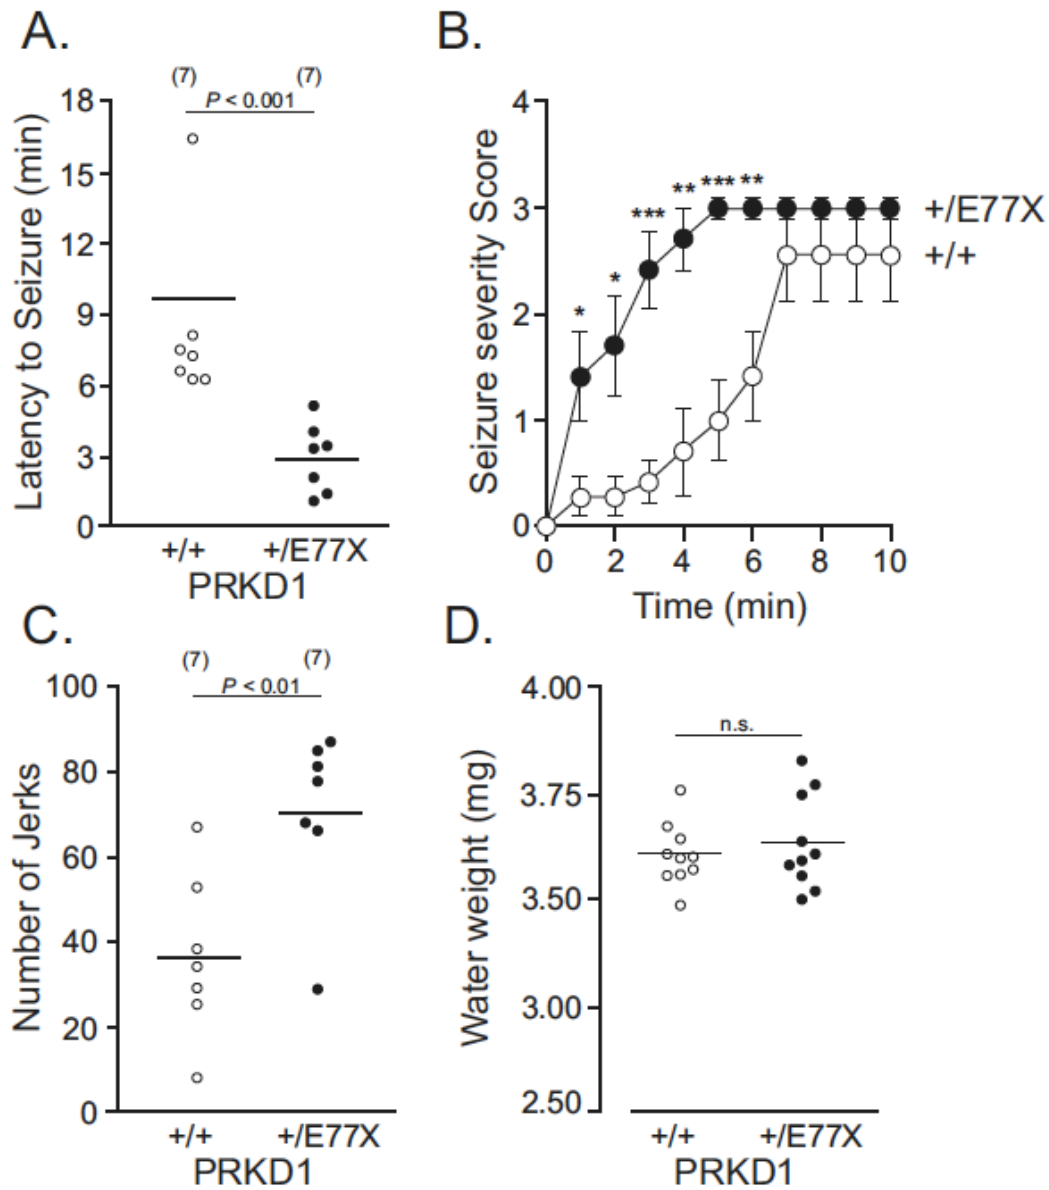 A.
(7) (7)
P < 0.001
Latency to Seizure (min)
18
15
12
9
6
3
0
+/+ +/E77X
PRKD1
B.
Seizure severity Score
4
3
2
1
0
* * *** ** *** **
+/E77X
+/+
0 2 4 6 8 10
Time (min)
C.
(7) (7)
P < 0.01
Number of Jerks
100
80
60
40
20
0
+/+ +/E77X
PRKD1
D.
n.s.
Water weight (mg)
4.00
3.75
3.50
3.00
2.50
+/+ +/E77X
PRKD1